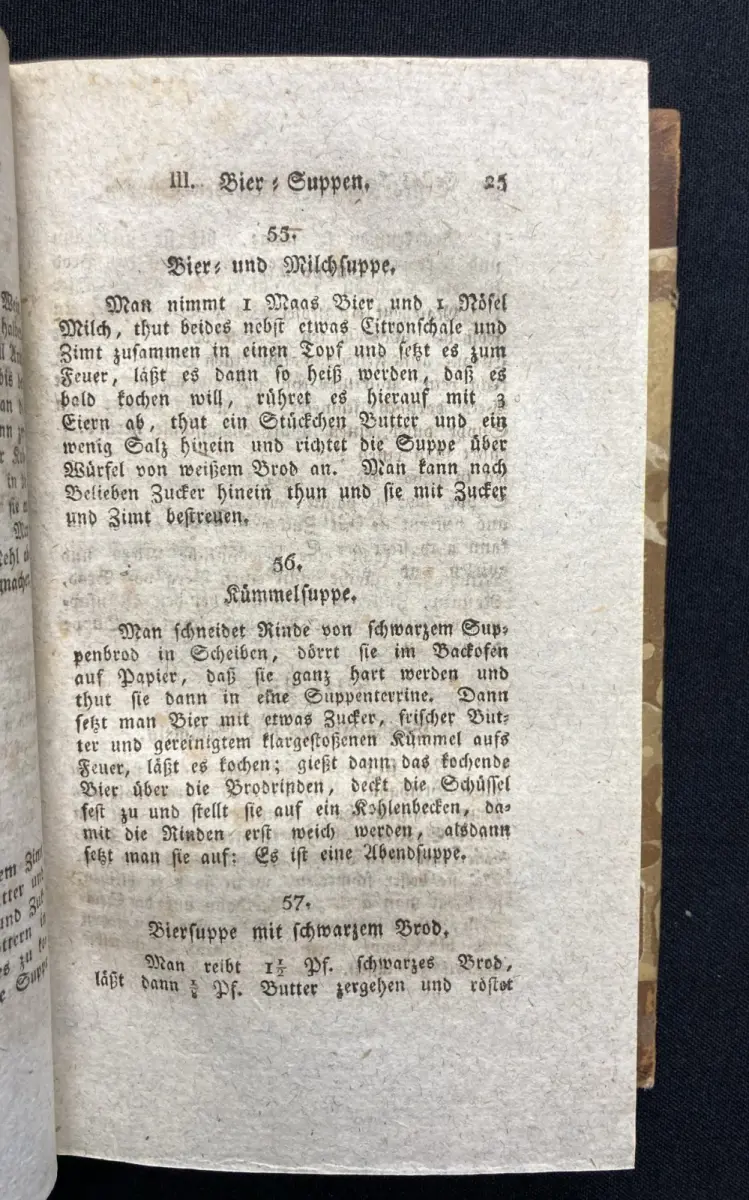 III. Bier-Suppen. 25
55.
Bier- und Milchsuppe.
Man nimmt 1 Maas Bier und 1 Nösel
Milch, thut beides nebst etwas Citronschale und
Zimt zusammen in einen Topf und setzt es zum
Feuer, läßt es dann so heiß werden, daß es
bald kochen will, rühret es hierauf mit 3
Eiern ab, thut ein Stückchen Butter und ein
wenig Salz hinein und richtet die Suppe über
Würfel von weißem Brod an. Man kann nach
Belieben Zucker hinein thun und sie mit Zucker
und Zimt bestreuen.
56.
Kümmelsuppe.
Man schneidet Rinde von schwarzem Sup-
penbrod in Scheiben, dörrt sie im Backofen
auf Papier, daß sie ganz hart werden und
thut sie dann in eine Suppenterrine. Dann
setzt man Bier mit etwas Zucker, frischer But-
ter und gereinigtem klargestoßenen Kümmel aufs
Feuer, läßt es kochen; gießt dann das kochende
Bier über die Brodrinden, deckt die Schüssel
fest zu und stellt sie auf ein Kohlenbecken, da-
mit die Rinden erst weich werden, alsdann
setzt man sie auf: Es ist eine Abendsuppe.
57.
Biersuppe mit schwarzem Brod.
Man reibt 1½ Pf. schwarzes Brod,
läßt dann Pf. Butter zergehen und röstet